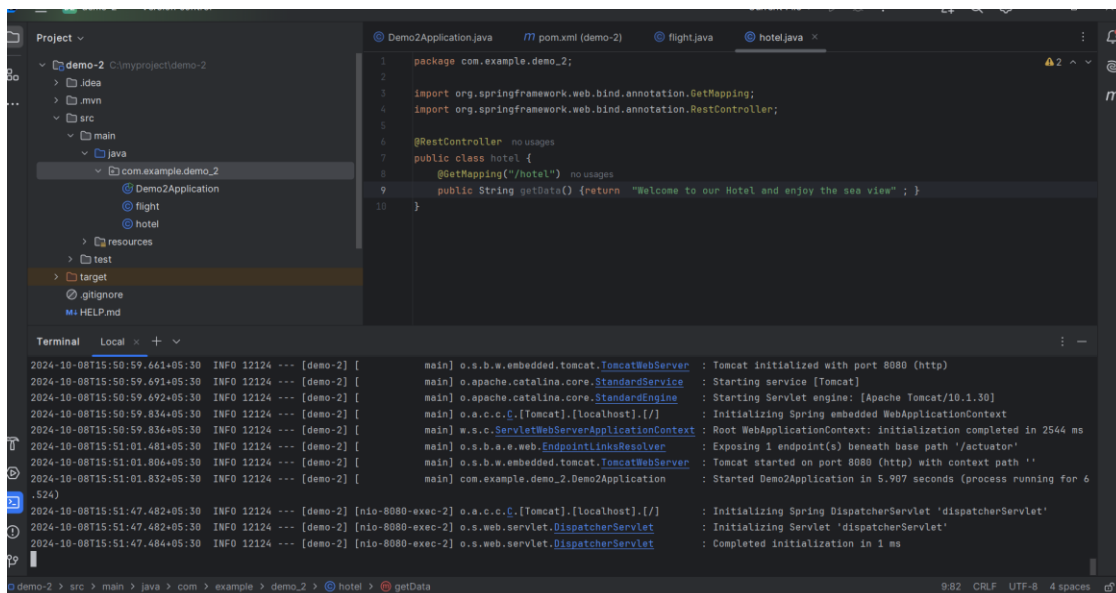 Project
Demo2Application.java
pom.xml (demo-2)
flight.java
hotel.java
demo-2 C:\myproject\demo-2
.idea
.mvn
src
main
java
com.example.demo_2
Demo2Application
flight
hotel
resources
test
target
.gitignore
HELP.md
1 package com.example.demo_2;
2
3 import org.springframework.web.bind.annotation.GetMapping;
4 import org.springframework.web.bind.annotation.RestController;
5
6 @RestController no usages
7 public class hotel {
8 @GetMapping("/hotel") no usages
9 public String getData() {return "Welcome to our Hotel and enjoy the sea view" ; }
10 }
2
Terminal Local
2024-10-08T15:50:59.661+05:30 INFO 12124 --- [demo-2] [ main] o.s.b.w.embedded.tomcat.TomcatWebServer : Tomcat initialized with port 8080 (http)
2024-10-08T15:50:59.691+05:30 INFO 12124 --- [demo-2] [ main] o.apache.catalina.core.StandardService : Starting service [Tomcat]
2024-10-08T15:50:59.692+05:30 INFO 12124 --- [demo-2] [ main] o.apache.catalina.core.StandardEngine : Starting Servlet engine: [Apache Tomcat/10.1.30]
2024-10-08T15:50:59.834+05:30 INFO 12124 --- [demo-2] [ main] o.a.c.c.C.[Tomcat].[localhost].[/] : Initializing Spring embedded WebApplicationContext
2024-10-08T15:50:59.836+05:30 INFO 12124 --- [demo-2] [ main] w.s.c.ServletWebServerApplicationContext : Root WebApplicationContext: initialization completed in 2544 ms
2024-10-08T15:51:01.481+05:30 INFO 12124 --- [demo-2] [ main] o.s.b.a.e.web.EndpointLinksResolver : Exposing 1 endpoint(s) beneath base path '/actuator'
2024-10-08T15:51:01.806+05:30 INFO 12124 --- [demo-2] [ main] o.s.b.w.embedded.tomcat.TomcatWebServer : Tomcat started on port 8080 (http) with context path ''
2024-10-08T15:51:01.832+05:30 INFO 12124 --- [demo-2] [ main] com.example.demo_2.Demo2Application : Started Demo2Application in 5.907 seconds (process running for 6
.524)
2024-10-08T15:51:47.482+05:30 INFO 12124 --- [demo-2] [nio-8080-exec-2] o.a.c.c.C.[Tomcat].[localhost].[/] : Initializing Spring DispatcherServlet 'dispatcherServlet'
2024-10-08T15:51:47.482+05:30 INFO 12124 --- [demo-2] [nio-8080-exec-2] o.s.web.servlet.DispatcherServlet : Initializing Servlet 'dispatcherServlet'
2024-10-08T15:51:47.484+05:30 INFO 12124 --- [demo-2] [nio-8080-exec-2] o.s.web.servlet.DispatcherServlet : Completed initialization in 1 ms
demo-2 > src > main > java > com > example > demo_2 > hotel > getData
9:82 CRLF UTF-8 4 spaces